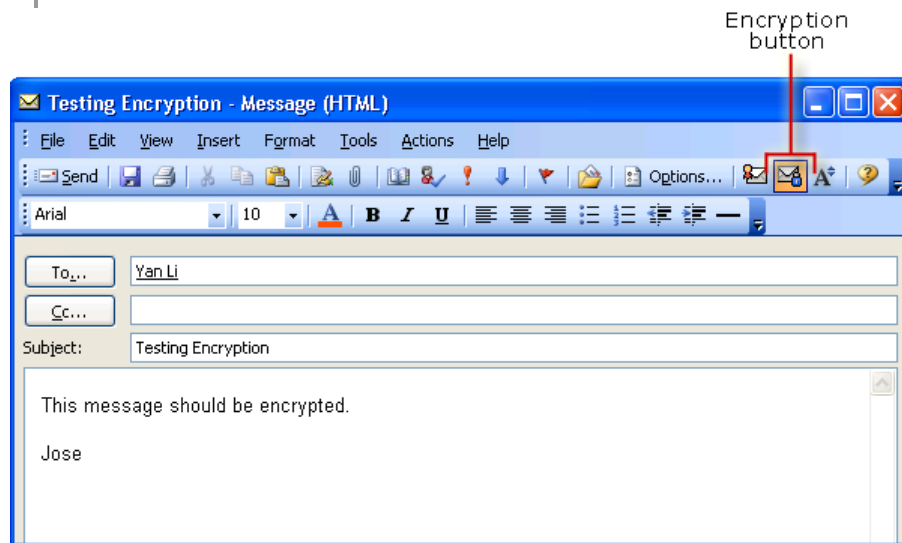 Encryption
button
Testing Encryption - Message (HTML)
File Edit View Insert Format Tools Actions Help
Send Options... A
Arial 10 A B I U
To... Yan Li
Cc...
Subject: Testing Encryption
This message should be encrypted.
Jose